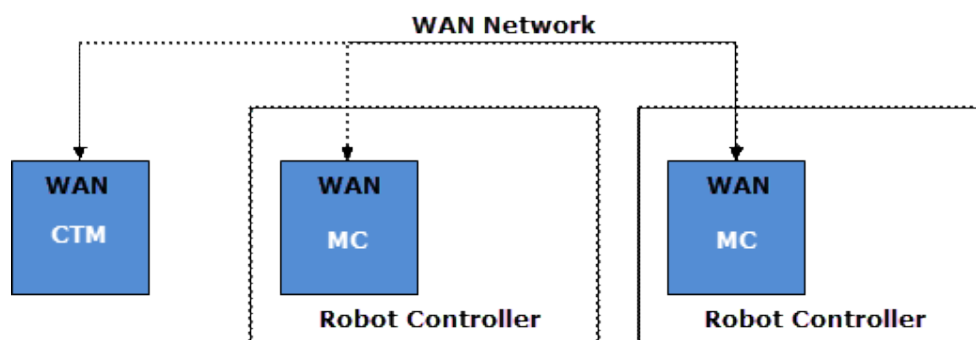 WAN Network
WAN
CTM
WAN
MC
Robot Controller
WAN
MC
Robot Controller